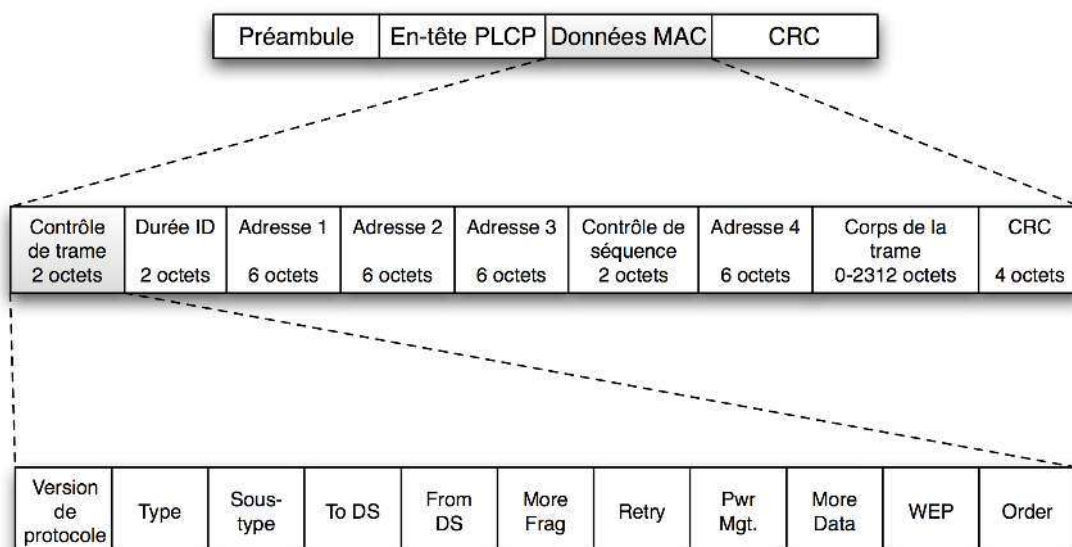 Préambule En-tête PLCP Données MAC CRC
Contrôle de trame 2 octets
Durée ID 2 octets
Adresse 1 6 octets
Adresse 2 6 octets
Adresse 3 6 octets
Contrôle de séquence 2 octets
Adresse 4 6 octets
Corps de la trame 0-2312 octets
CRC 4 octets
Version de protocole
Type
Sous-type
To DS
From DS
More Frag
Retry
Pwr Mgt.
More Data
WEP
Order